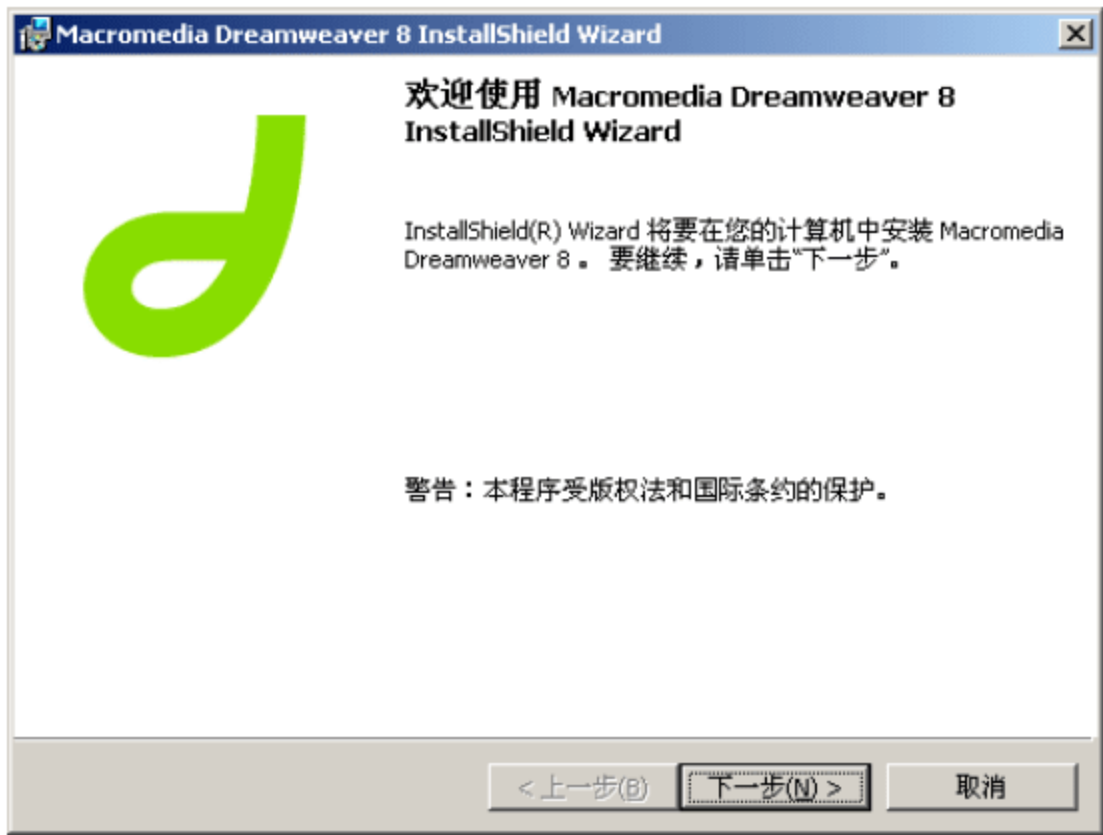 Macromedia Dreamweaver 8 InstallShield Wizard
欢迎使用 Macromedia Dreamweaver 8
InstallShield Wizard
InstallShield(R) Wizard 将要在您的计算机中安装 Macromedia
Dreamweaver 8 。 要继续，请单击“下一步”。
警告：本程序受版权法和国际条约的保护。
< 上一步(B) 下一步(N) > 取消